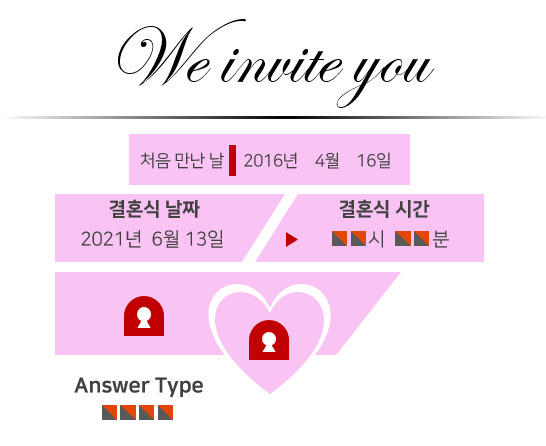 We invite you
처음 만난 날 2016년 4월 16일
결혼식 날짜 결혼식 시간
2021년 6월 13일 시 분
Answer Type